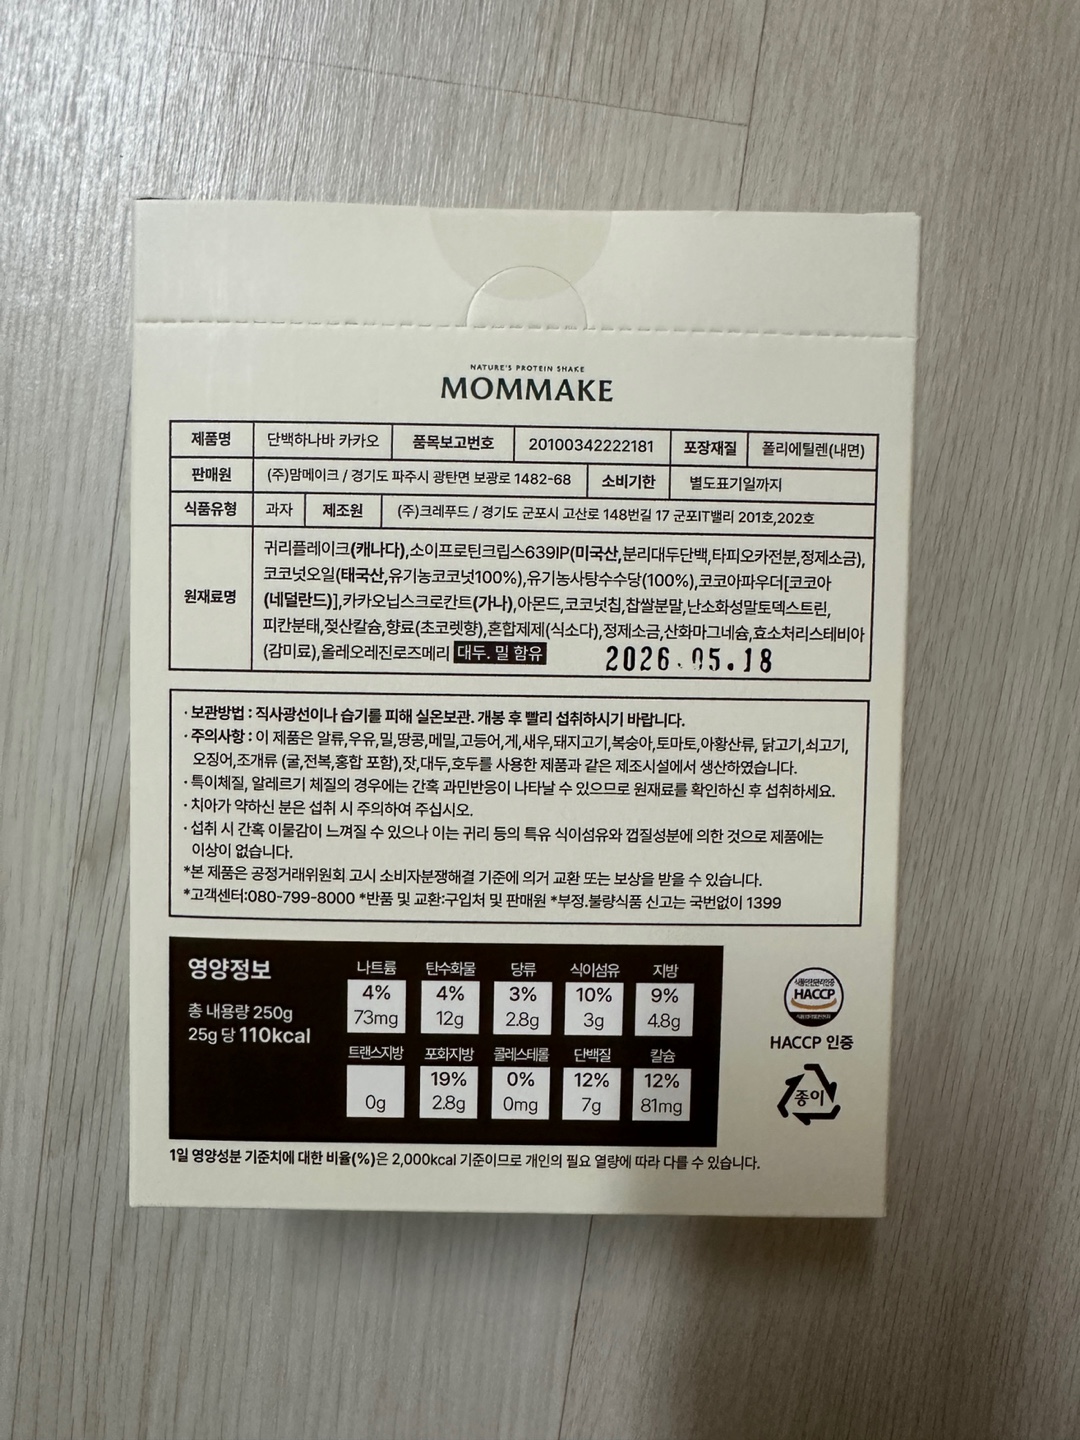 NATURE'S PROTEIN SHAKE
MOMMAKE
제품명 단백하나바 카카오 품목보고번호 20100342222181 포장재질 폴리에틸렌(내면)
판매원 (주)맘메이크 / 경기도 파주시 광탄면 보광로 1482-68 소비기한 별도표기일까지
식품유형 과자 제조원 (주)크레푸드 / 경기도 군포시 고산로 148번길 17 군포IT밸리 201호,202호
원재료명
귀리플레이크(캐나다),소이프로틴크립스639IP(미국산,분리대두단백,타피오카전분,정제소금),
코코넛오일(태국산,유기농코코넛100%),유기농사탕수수당(100%),코코아파우더[코코아
(네덜란드)],카카오닙스크로칸트(가나),아몬드,코코넛칩,찹쌀분말,난소화성말토덱스트린,
피칸분태,젖산칼슘,향료(초코렛향),혼합제제(식소다),정제소금,산화마그네슘,효소처리스테비아
(감미료),올레오레진로즈메리 대두. 밀 함유 2026.05.18
· 보관방법 : 직사광선이나 습기를 피해 실온보관. 개봉 후 빨리 섭취하시기 바랍니다.
· 주의사항 : 이 제품은 알류,우유,밀,땅콩,메밀,고등어,게,새우,돼지고기,복숭아,토마토,아황산류, 닭고기,쇠고기,
오징어,조개류 (굴,전복,홍합 포함),잣,대두,호두를 사용한 제품과 같은 제조시설에서 생산하였습니다.
· 특이체질, 알레르기 체질의 경우에는 간혹 과민반응이 나타날 수 있으므로 원재료를 확인하신 후 섭취하세요.
· 치아가 약하신 분은 섭취 시 주의하여 주십시오.
· 섭취 시 간혹 이물감이 느껴질 수 있으나 이는 귀리 등의 특유 식이섬유와 껍질성분에 의한 것으로 제품에는
이상이 없습니다.
*본 제품은 공정거래위원회 고시 소비자분쟁해결 기준에 의거 교환 또는 보상을 받을 수 있습니다.
*고객센터:080-799-8000 *반품 및 교환:구입처 및 판매원 *부정.불량식품 신고는 국번없이 1399
영양정보
총 내용량 250g
25g 당 110kcal
나트륨 탄수화물 당류 식이섬유 지방
4% 4% 3% 10% 9%
73mg 12g 2.8g 3g 4.8g
트랜스지방 포화지방 콜레스테롤 단백질 칼슘
19% 0% 12% 12%
0g 2.8g 0mg 7g 81mg
HACCP
HACCP 인증
종이
1일 영양성분 기준치에 대한 비율(%)은 2,000kcal 기준이므로 개인의 필요 열량에 따라 다를 수 있습니다.